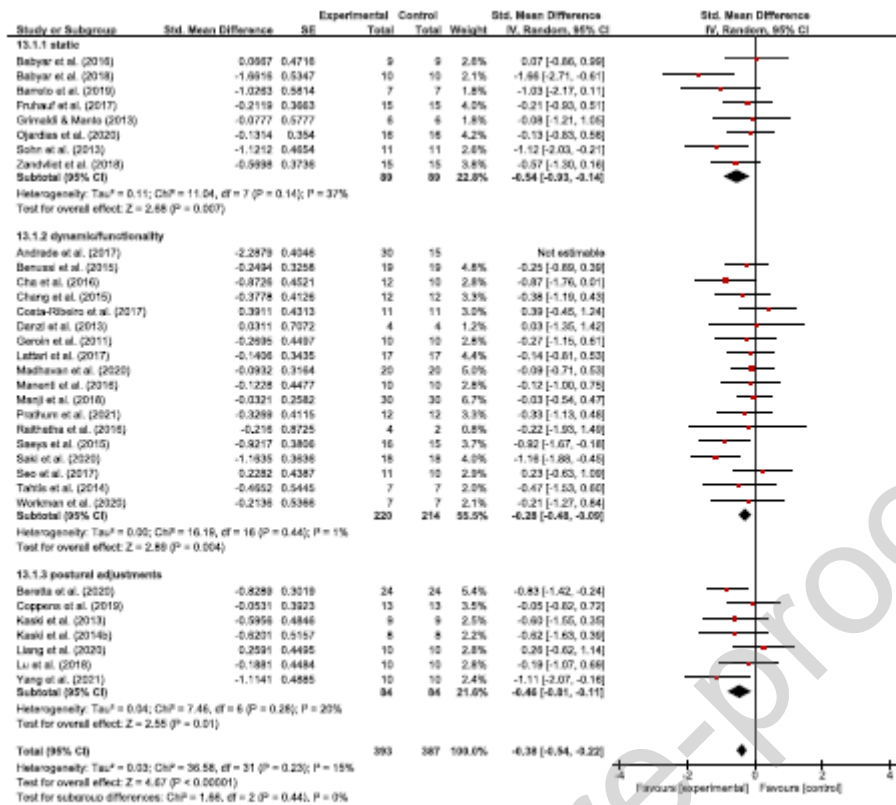 Experimental Control Std. Mean Difference Std. Mean Difference
Study or Subgroup Std. Mean Difference SE Total Total Weight IV, Random, 95% CI IV, Random, 95% CI
13.1.1 static
Babyar et al. (2016) 0.0667 0.4716 9 9 2.6% 0.07 [-0.86, 0.99]
Babyar et al. (2018) -1.6616 0.5347 10 10 2.1% -1.66 [-2.71, -0.61]
Barreto et al. (2019) -1.0263 0.5814 7 7 1.8% -1.03 [-2.17, 0.11]
Fruhauf et al. (2017) -0.2119 0.3663 15 15 -0.21 [-0.93, 0.51]
Grimaldi & Manto (2013) -0.0777 0.5777 6 6 -0.08 [-1.21, 1.05]
Ojardias et al. (2020) -0.1314 0.354 16 16 4.2% -0.13 [-0.83, 0.56]
Sohn et al. (2013) -1.1212 0.4654 11 11 -1.12 [-2.03, -0.21]
Zandvliet et al. (2018) -0.5698 0.3736 15 15 3.8% -0.57 [-1.30, 0.16]
Subtotal (95% CI) 89 89 22.8% -0.54 [-0.93, -0.14]
Heterogeneity: Tau² = 0.11; Chi² = 11.04, df = 7 (P = 0.14); I² = 37%
Test for overall effect: Z = 2.68 (P = 0.007)
13.1.2 dynamic/functionality
Andrade et al. (2017) -2.2879 0.4046 30 15 Not estimable
Benussi et al. (2015) -0.2494 0.3258 19 19 4.8% -0.25 [-0.89, 0.39]
Cha et al. (2016) -0.8726 0.4521 12 10 2.8% -0.87 [-1.76, 0.01]
Chang et al. (2015) -0.3778 0.4126 12 12 3.3% -0.38 [-1.19, 0.43]
Costa-Ribeiro et al. (2017) 0.3911 0.4313 11 11 0.39 [-0.45, 1.24]
Danzl et al. (2013) 0.0311 0.7072 4 4 0.03 [-1.35, 1.42]
Geroin et al. (2011) -0.2695 0.4497 10 10 2.8% -0.27 [-1.15, 0.61]
Lattari et al. (2017) -0.1406 0.3435 17 17 4.4% -0.14 [-0.81, 0.53]
Madhavan et al. (2020) -0.0932 0.3164 20 20 5.0% -0.09 [-0.71, 0.53]
Manenti et al. (2016) -0.1228 0.4477 10 10 -0.12 [-1.00, 0.75]
Manji et al. (2018) -0.0321 0.2582 30 30 6.7% -0.03 [-0.54, 0.47]
Prathum et al. (2021) -0.3269 0.4115 12 12 3.3% -0.33 [-1.13, 0.48]
Raithatha et al. (2016) -0.216 0.8725 4 2 0.8% -0.22 [-1.93, 1.49]
Saeys et al. (2015) -0.9217 0.3806 16 15 -0.92 [-1.67, -0.18]
Saki et al. (2020) -1.1635 0.3636 18 18 -1.16 [-1.88, -0.45]
Seo et al. (2017) 0.2282 0.4387 11 10 2.9% 0.23 [-0.63, 1.09]
Tahtis et al. (2014) -0.4652 0.5445 7 7 2.0% -0.47 [-1.53, 0.60]
Workman et al. (2020) -0.2136 0.5366 7 7 2.1% -0.21 [-1.27, 0.84]
Subtotal (95% CI) 220 214 55.5% -0.28 [-0.48, -0.09]
Heterogeneity: Tau² = 0.00; Chi² = 16.19, df = 16 (P = 0.44); I² = 1%
Test for overall effect: Z = 2.89 (P = 0.004)
13.1.3 postural adjustments
Beretta et al. (2020) -0.8289 0.3019 24 24 5.4% -0.83 [-1.42, -0.24]
Coppens et al. (2019) -0.0531 0.3923 13 13 3.5% -0.05 [-0.82, 0.72]
Kaski et al. (2013) -0.5956 0.4846 9 9 -0.60 [-1.55, 0.35]
Kaski et al. (2014b) -0.6201 0.5157 8 8 -0.62 [-1.63, 0.39]
Liang et al. (2020) 0.2591 0.4495 10 10 2.8% 0.26 [-0.62, 1.14]
Lu et al. (2018) -0.1881 0.4484 10 10 2.8% -0.19 [-1.07, 0.69]
Yang et al. (2021) -1.1141 0.4885 10 10 2.4% -1.11 [-2.07, -0.16]
Subtotal (95% CI) 84 84 21.6% -0.46 [-0.81, -0.11]
Heterogeneity: Tau² = 0.04; Chi² = 7.46, df = 6 (P = 0.28); I² = 20%
Test for overall effect: Z = 2.55 (P = 0.01)
Total (95% CI) 393 387 100.0% -0.38 [-0.54, -0.22]
Heterogeneity: Tau² = 0.03; Chi² = 36.58, df = 31 (P = 0.23); I² = 15%
Test for overall effect: Z = 4.67 (P < 0.00001)
Test for subgroup differences: Chi² = 1.66, df = 2 (P = 0.44), I² = 0%
-4 -2 0 2 4
Favours [experimental] Favours [control]
re-proo